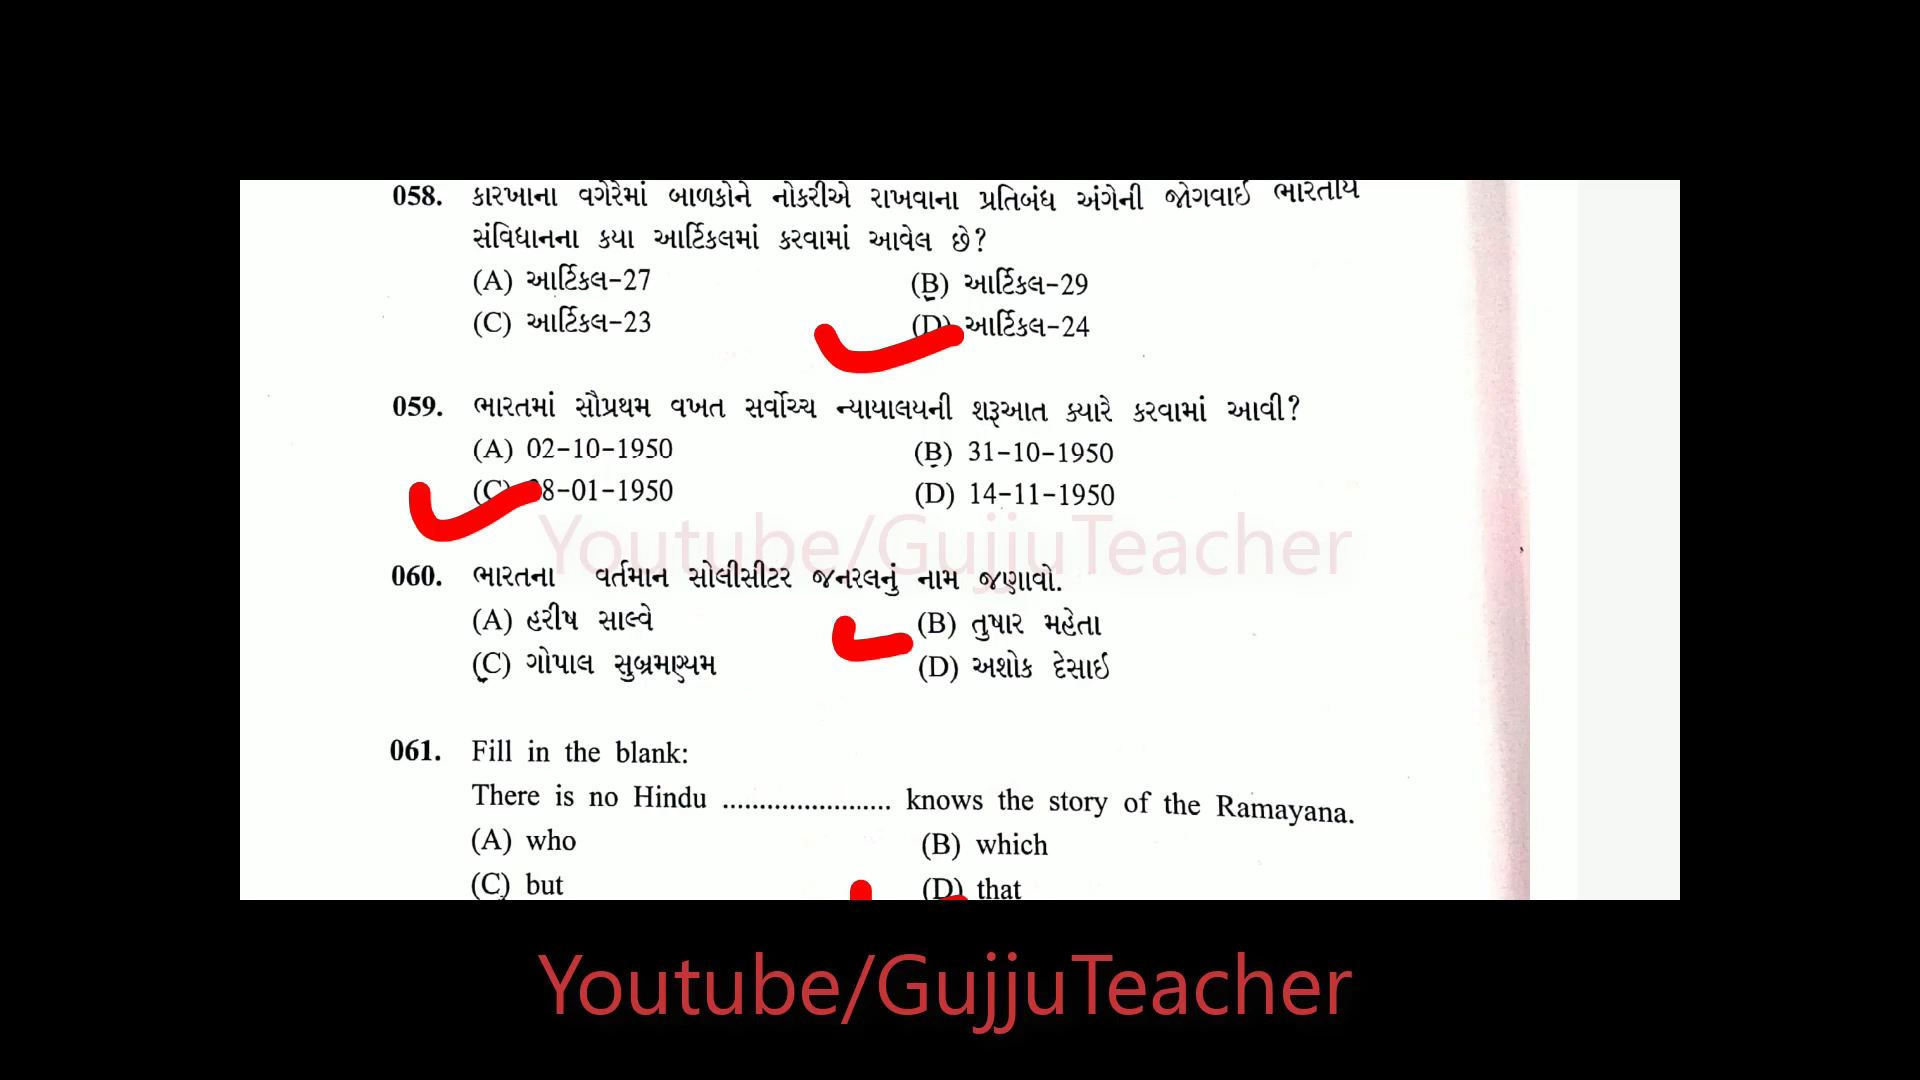 058. કારખાના વગેરેમાં બાળકોને નોકરીએ રાખવાના પ્રતિબંધ અંગેની જોગવાઈ ભારતીય
સંવિધાનના કયા આર્ટિકલમાં કરવામાં આવેલ છે?
(A) આર્ટિકલ-27 (B) આર્ટિકલ-29
(C) આર્ટિકલ-23 (D) આર્ટિકલ-24
059. ભારતમાં સૌપ્રથમ વખત સર્વોચ્ચ ન્યાયાલયની શરૂઆત ક્યારે કરવામાં આવી?
(A) 02-10-1950 (B) 31-10-1950
(C) 8-01-1950 (D) 14-11-1950
Youtube/GujjuTeacher
060. ભારતના વર્તમાન સોલીસીટર જનરલનું નામ જણાવો.
(A) હરીષ સાલ્વે (B) તુષાર મહેતા
(C) ગોપાલ સુબ્રમણ્યમ (D) અશોક દેસાઈ
061. Fill in the blank:
There is no Hindu ....................... knows the story of the Ramayana.
(A) who (B) which
(C) but (D) that
Youtube/GujjuTeacher